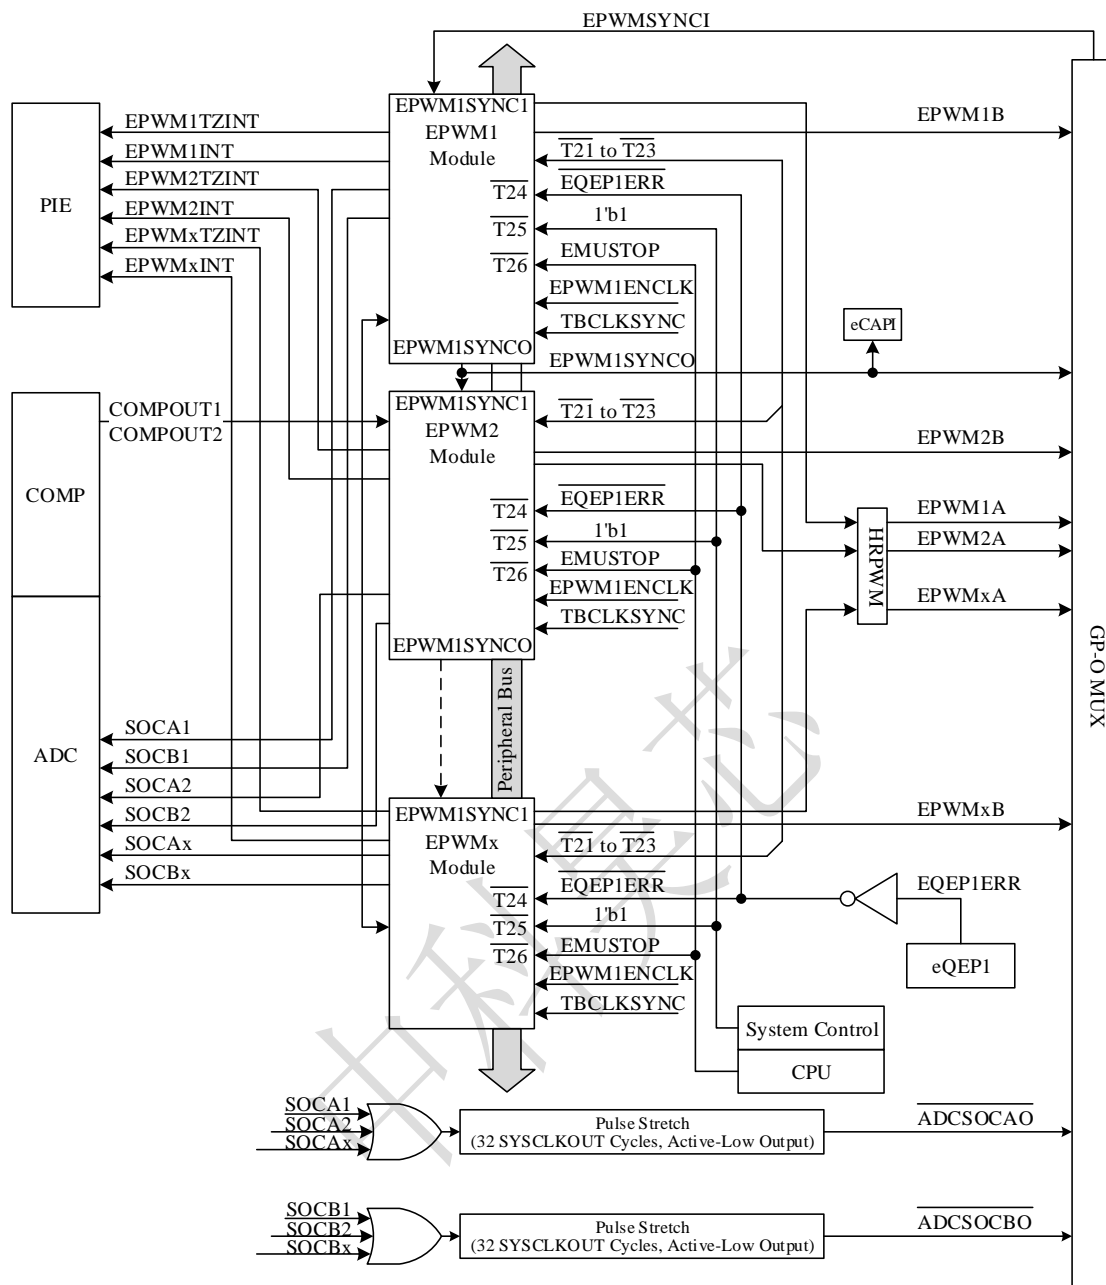 EPWMSYNCI
EPWM1SYNC1
EPWM1
Module
EPWM1TZINT
EPWM1INT
EPWM2TZINT
EPWM2INT
EPWMxTZINT
EPWMxINT
PIE
EPWM1B
T21 to T23
T24
EQEP1ERR
T25
1'b1
T26
EMUSTOP
EPWM1ENCLK
TBCLKSYNC
EPWM1SYNCO
EPWM1SYNCO
eCAPI
COMPOUT1
COMPOUT2
COMP
EPWM1SYNC1
EPWM2
Module
T21 to T23
EPWM2B
T24
EQEP1ERR
T25
1'b1
T26
EMUSTOP
EPWM1ENCLK
TBCLKSYNC
EPWM1SYNCO
HRPWM
EPWM1A
EPWM2A
EPWMxA
GP-O MUX
Peripheral Bus
ADC
SOCA1
SOCB1
SOCA2
SOCB2
SOCAx
SOCBx
EPWM1SYNC1
EPWMx
Module
EPWMxB
T21 to T23
T24
EQEP1ERR
T25
1'b1
T26
EMUSTOP
EPWM1ENCLK
TBCLKSYNC
EQEP1ERR
eQEP1
System Control
CPU
SOCA1
SOCA2
SOCAx
Pulse Stretch
(32 SYSCLKOUT Cycles, Active-Low Output)
ADCSOCAO
SOCB1
SOCB2
SOCBx
Pulse Stretch
(32 SYSCLKOUT Cycles, Active-Low Output)
ADCSOCBO
中科昊芯